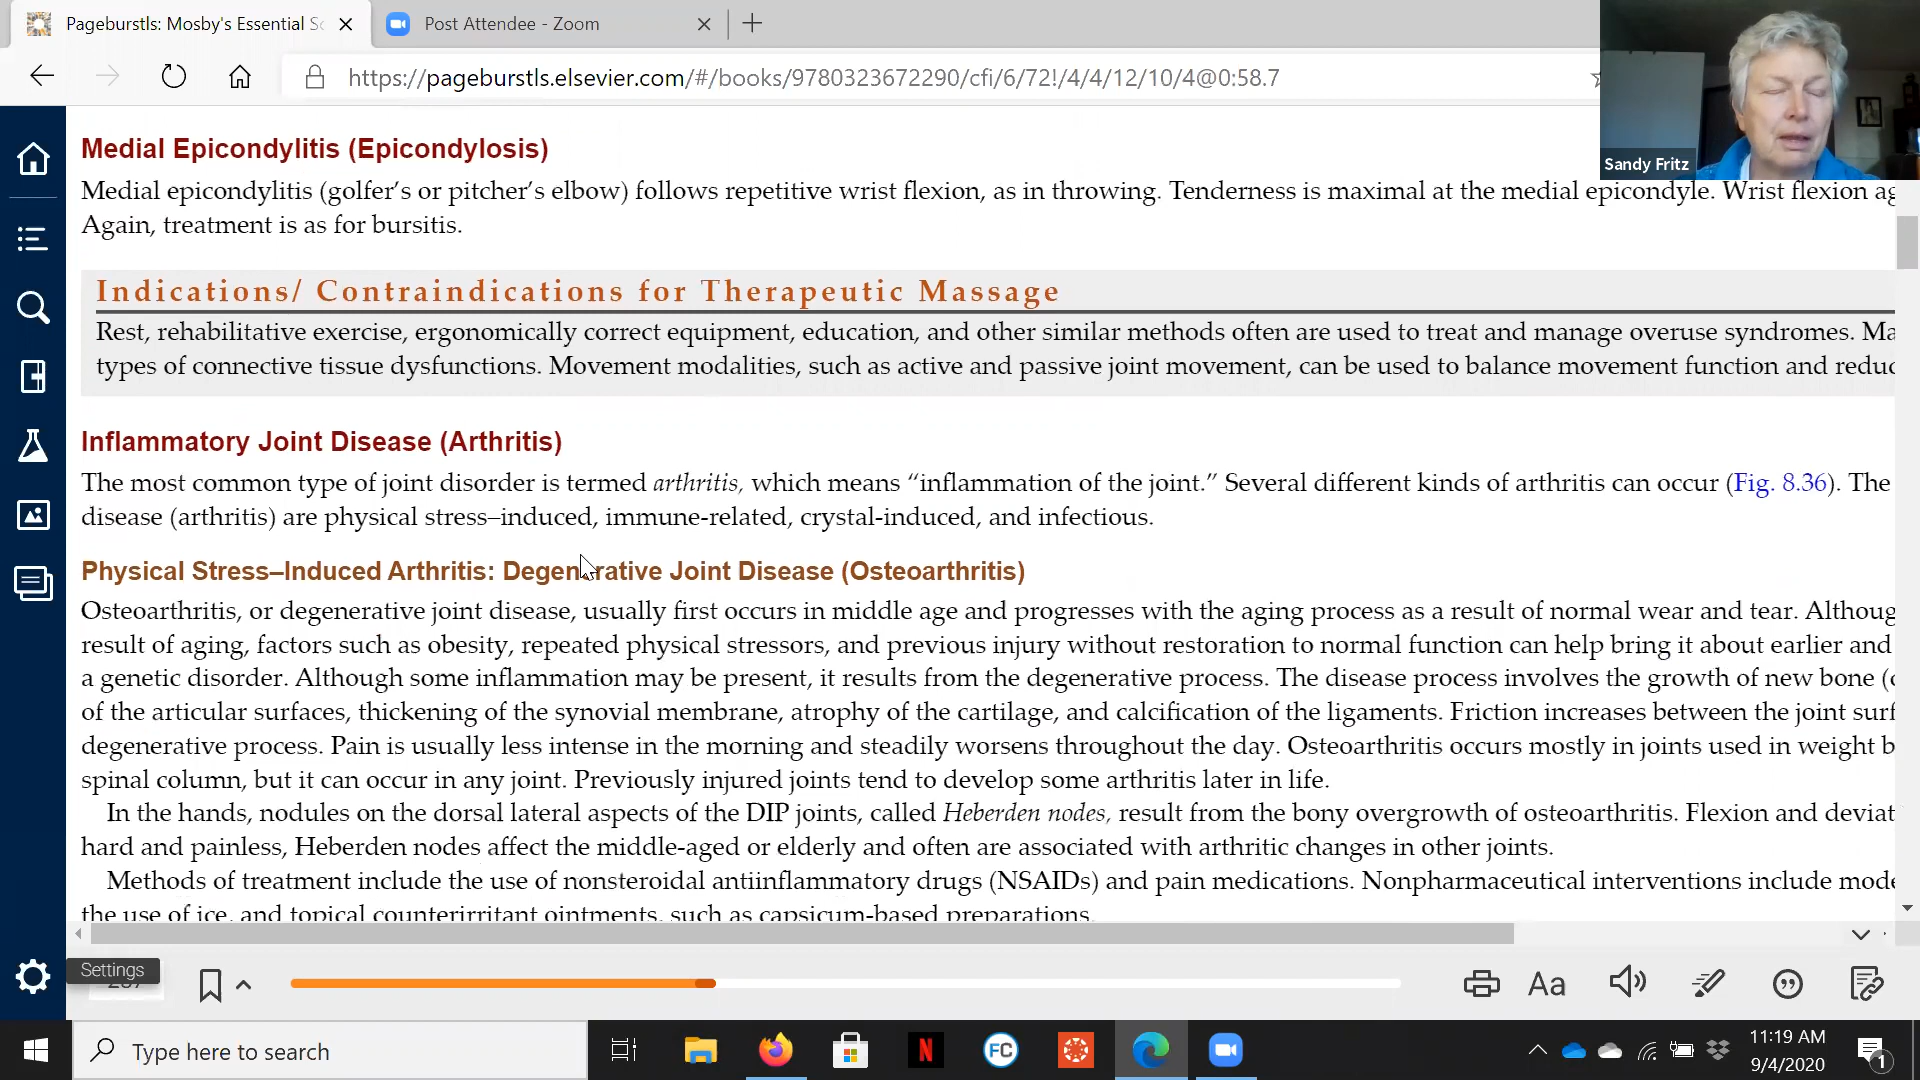 Pageburstls: Mosby's Essential Sc
Post Attendee - Zoom
https://pageburstls.elsevier.com/#/books/9780323672290/cfi/6/72!/4/4/12/10/4@0:58.7
Sandy Fritz
Medial Epicondylitis (Epicondylosis)
Medial epicondylitis (golfer’s or pitcher’s elbow) follows repetitive wrist flexion, as in throwing. Tenderness is maximal at the medial epicondyle. Wrist flexion ag
Again, treatment is as for bursitis.
Indications/ Contraindications for Therapeutic Massage
Rest, rehabilitative exercise, ergonomically correct equipment, education, and other similar methods often are used to treat and manage overuse syndromes. Ma
types of connective tissue dysfunctions. Movement modalities, such as active and passive joint movement, can be used to balance movement function and reduc
Inflammatory Joint Disease (Arthritis)
The most common type of joint disorder is termed arthritis, which means “inflammation of the joint.” Several different kinds of arthritis can occur (Fig. 8.36). The
disease (arthritis) are physical stress–induced, immune-related, crystal-induced, and infectious.
Physical Stress–Induced Arthritis: Degenerative Joint Disease (Osteoarthritis)
Osteoarthritis, or degenerative joint disease, usually first occurs in middle age and progresses with the aging process as a result of normal wear and tear. Althoug
result of aging, factors such as obesity, repeated physical stressors, and previous injury without restoration to normal function can help bring it about earlier and
a genetic disorder. Although some inflammation may be present, it results from the degenerative process. The disease process involves the growth of new bone (
of the articular surfaces, thickening of the synovial membrane, atrophy of the cartilage, and calcification of the ligaments. Friction increases between the joint surf
degenerative process. Pain is usually less intense in the morning and steadily worsens throughout the day. Osteoarthritis occurs mostly in joints used in weight b
spinal column, but it can occur in any joint. Previously injured joints tend to develop some arthritis later in life.
In the hands, nodules on the dorsal lateral aspects of the DIP joints, called Heberden nodes, result from the bony overgrowth of osteoarthritis. Flexion and deviat
hard and painless, Heberden nodes affect the middle-aged or elderly and often are associated with arthritic changes in other joints.
Methods of treatment include the use of nonsteroidal antiinflammatory drugs (NSAIDs) and pain medications. Nonpharmaceutical interventions include mode
the use of ice, and topical counterirritant ointments, such as capsicum-based preparations.
Settings
Aa
Type here to search
N
FC
11:19 AM
9/4/2020
1